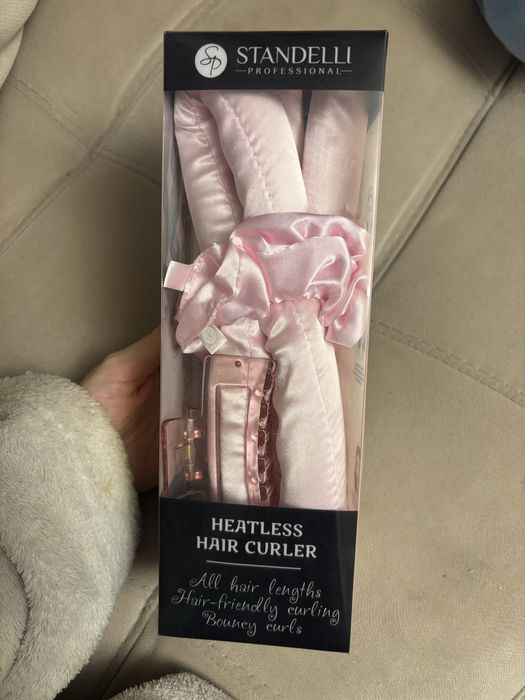 SP
STANDELLI
PROFESSIONAL
HEATLESS
HAIR CURLER
All hair lengths
Hair-friendly curling
Bouncy curls